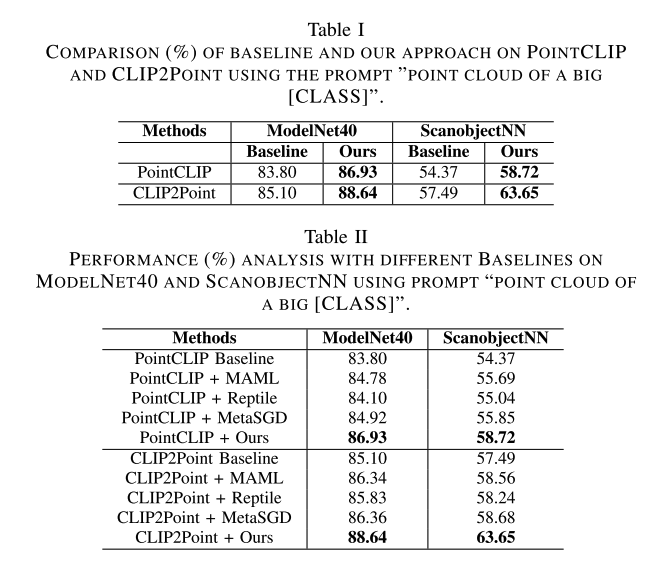 Table I
COMPARISON (%) OF BASELINE AND OUR APPROACH ON POINTCLIP
AND CLIP2POINT USING THE PROMPT ”POINT CLOUD OF A BIG
[CLASS]”.
Methods ModelNet40 ScanobjectNN
Baseline Ours Baseline Ours
PointCLIP 83.80 86.93 54.37 58.72
CLIP2Point 85.10 88.64 57.49 63.65
Table II
PERFORMANCE (%) ANALYSIS WITH DIFFERENT BASELINES ON
MODELNET40 AND SCANOBJECTNN USING PROMPT “POINT CLOUD OF
A BIG [CLASS]”.
Methods ModelNet40 ScanobjectNN
PointCLIP Baseline 83.80 54.37
PointCLIP + MAML 84.78 55.69
PointCLIP + Reptile 84.10 55.04
PointCLIP + MetaSGD 84.92 55.85
PointCLIP + Ours 86.93 58.72
CLIP2Point Baseline 85.10 57.49
CLIP2Point + MAML 86.34 58.56
CLIP2Point + Reptile 85.83 58.24
CLIP2Point + MetaSGD 86.36 58.68
CLIP2Point + Ours 88.64 63.65